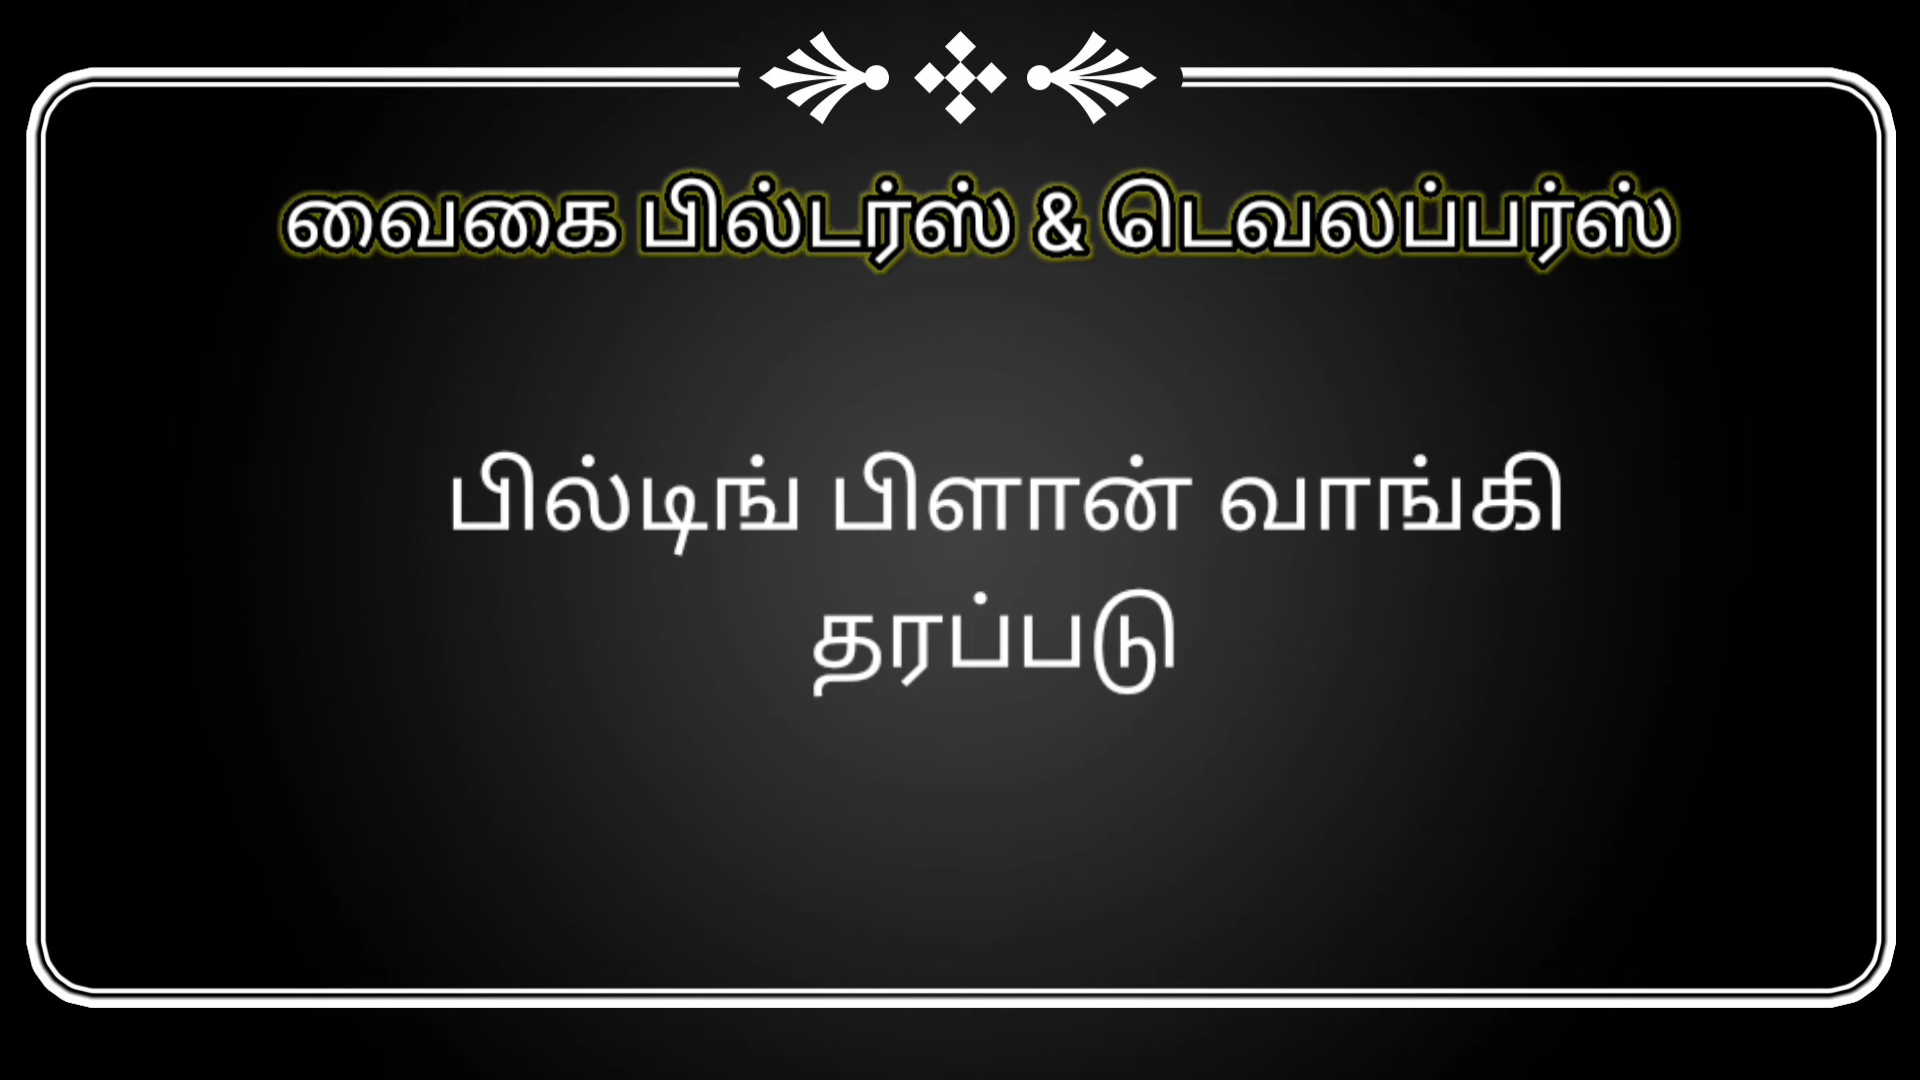 வைகை பில்டர்ஸ் & டெவலப்பர்ஸ்
பில்டிங் பிளான் வாங்கி
தரப்படு